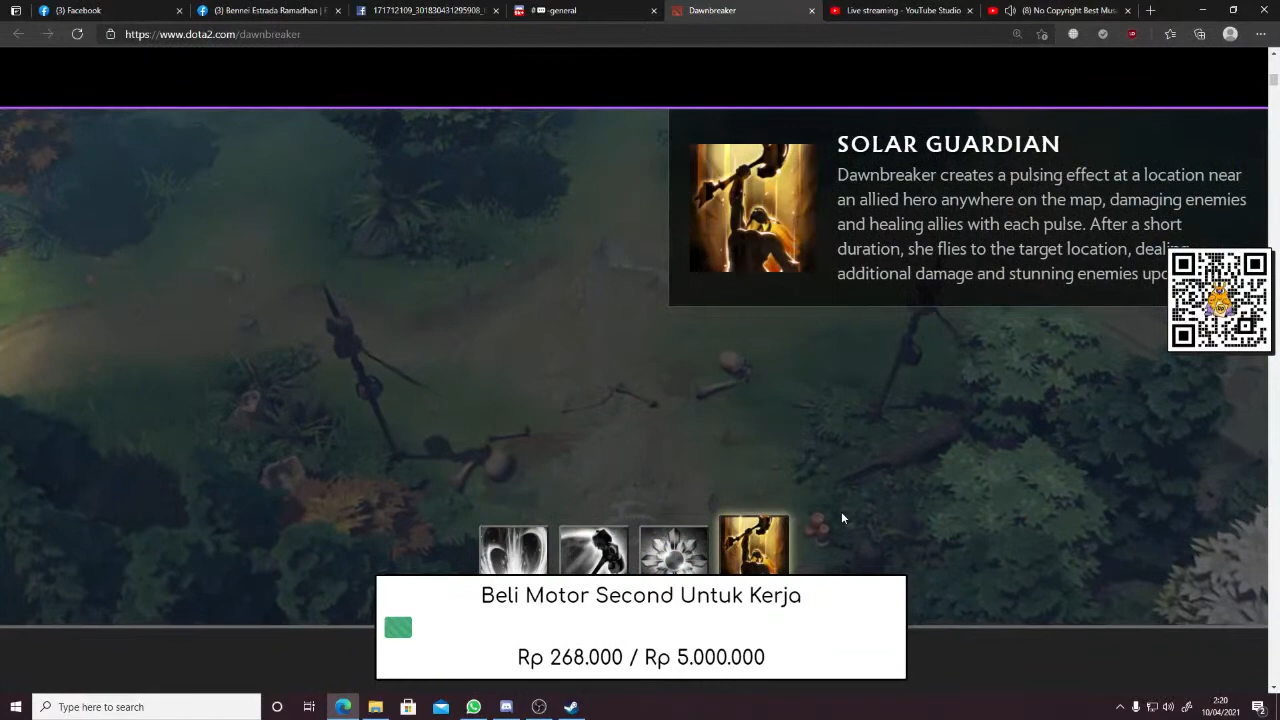 (3) Facebook
(3) Bennei Estrada Ramadhan | F
171712109_301830431295908_
-general
Dawnbreaker
Live streaming - YouTube Studio
(8) No Copyright Best Mus
https://www.dota2.com/dawnbreaker
SOLAR GUARDIAN
Dawnbreaker creates a pulsing effect at a location near
an allied hero anywhere on the map, damaging enemies
and healing allies with each pulse. After a short
duration, she flies to the target location, dealing
additional damage and stunning enemies upo
Beli Motor Second Untuk Kerja
Rp 268.000 / Rp 5.000.000
Type here to search
2:20
10/04/2021